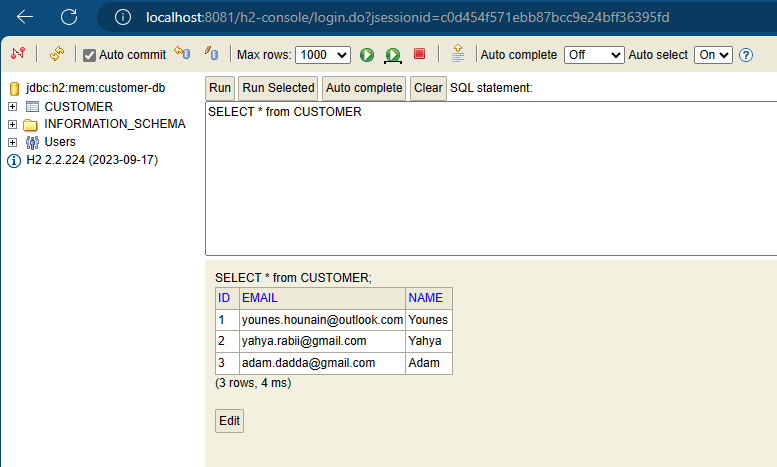 localhost:8081/h2-console/login.do?jsessionid=c0d454f571ebb87bcc9e24bff36395fd
Auto commit Max rows: 1000 Auto complete Off Auto select On
jdbc:h2:mem:customer-db
CUSTOMER
INFORMATION_SCHEMA
Users
H2 2.2.224 (2023-09-17)
Run Run Selected Auto complete Clear SQL statement:
SELECT * from CUSTOMER
SELECT * from CUSTOMER;
ID EMAIL NAME
1 younes.hounain@outlook.com Younes
2 yahya.rabii@gmail.com Yahya
3 adam.dadda@gmail.com Adam
(3 rows, 4 ms)
Edit